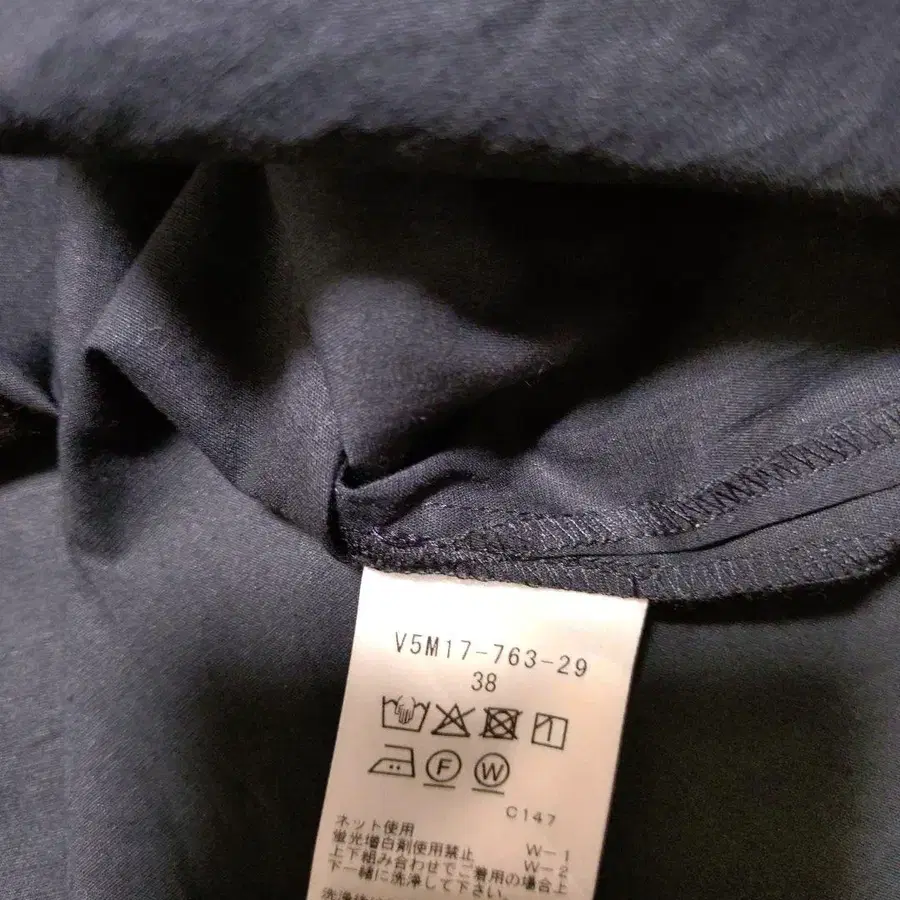 V5M17-763-29
38
F W
C147
ネット使用 W-1
蛍光増白剤使用禁止 W-2
上下組み合わせでご着用の場合上
下一緒に洗浄して下さい。